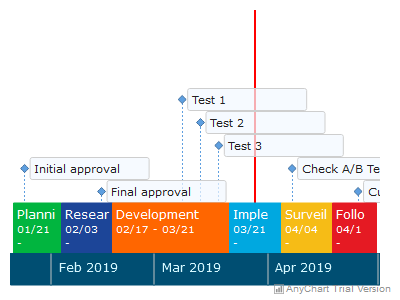 Test 1
Test 2
Test 3
Initial approval
Check A/B Te
Final approval
Cu
Planni
01/21
-
Resear
02/03
-
Development
02/17 - 03/21
Imple
03/21
-
Surveil
04/04
-
Follo
04/1
-
Feb 2019
Mar 2019
Apr 2019
AnyChart Trial Version